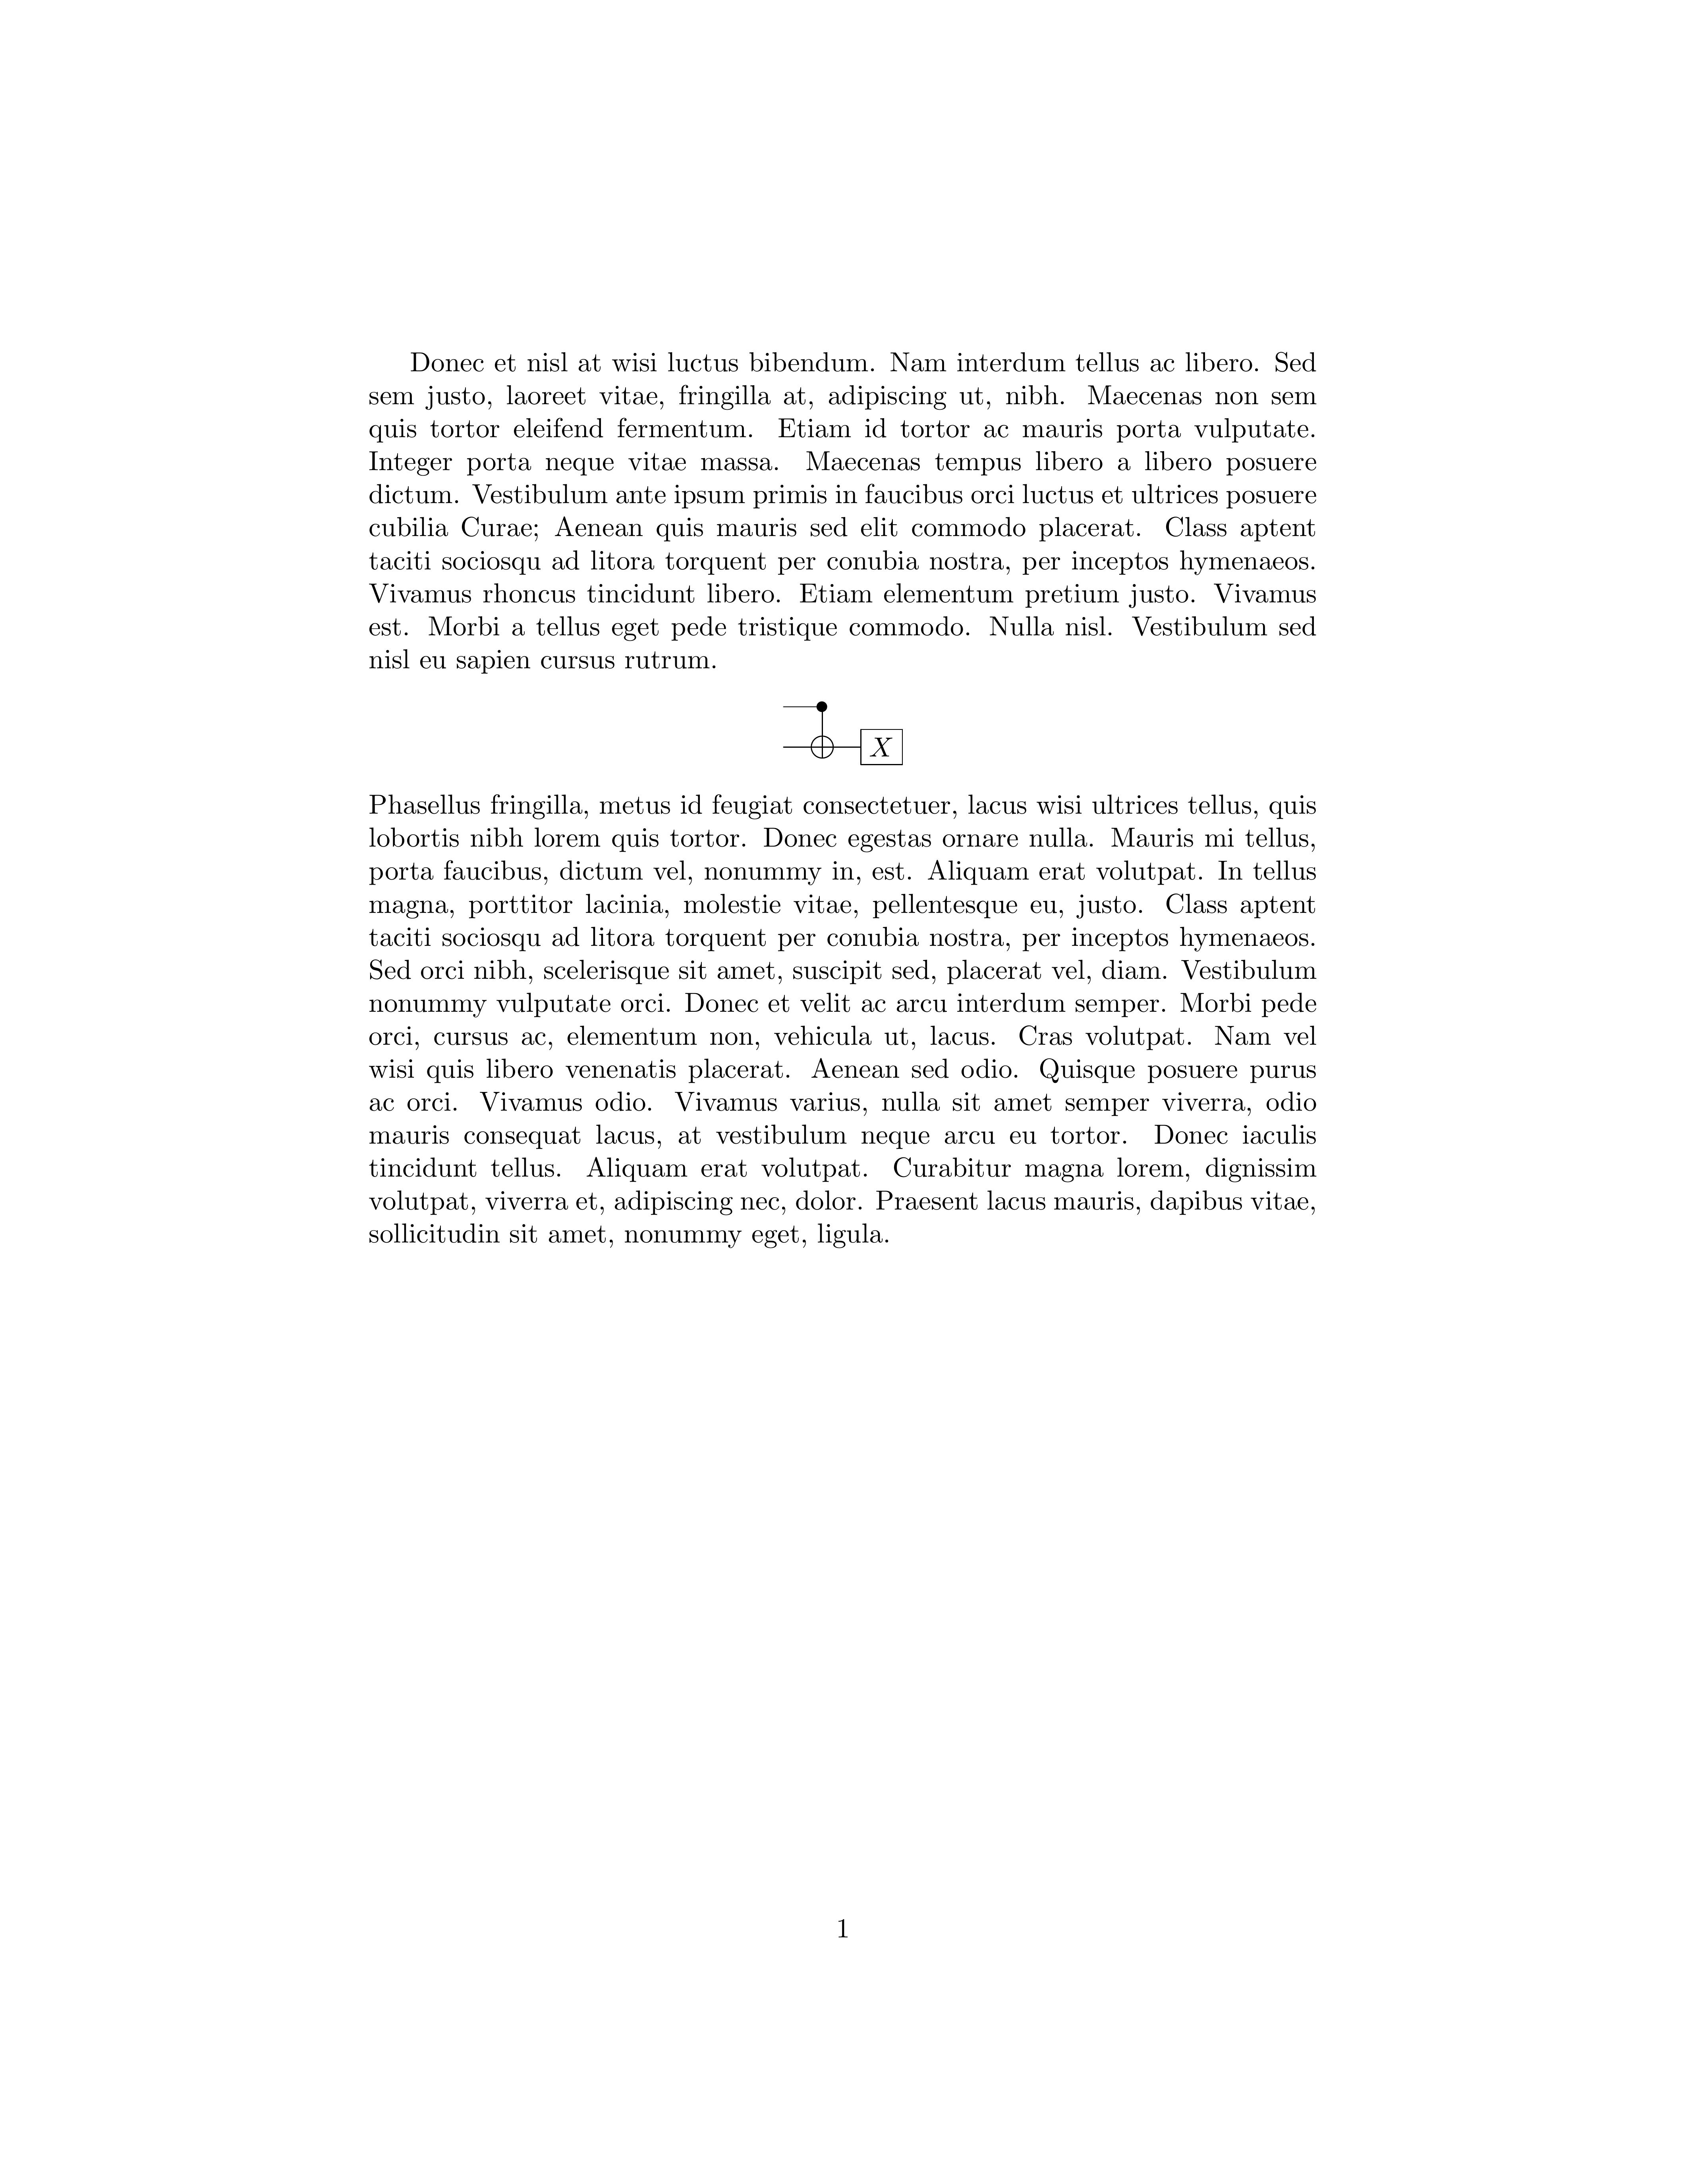 Donec et nisl at wisi luctus bibendum. Nam interdum tellus ac libero. Sed
sem justo, laoreet vitae, fringilla at, adipiscing ut, nibh. Maecenas non sem
quis tortor eleifend fermentum. Etiam id tortor ac mauris porta vulputate.
Integer porta neque vitae massa. Maecenas tempus libero a libero posuere
dictum. Vestibulum ante ipsum primis in faucibus orci luctus et ultrices posuere
cubilia Curae; Aenean quis mauris sed elit commodo placerat. Class aptent
taciti sociosqu ad litora torquent per conubia nostra, per inceptos hymenaeos.
Vivamus rhoncus tincidunt libero. Etiam elementum pretium justo. Vivamus
est. Morbi a tellus eget pede tristique commodo. Nulla nisl. Vestibulum sed
nisl eu sapien cursus rutrum.
X
Phasellus fringilla, metus id feugiat consectetuer, lacus wisi ultrices tellus, quis
lobortis nibh lorem quis tortor. Donec egestas ornare nulla. Mauris mi tellus,
porta faucibus, dictum vel, nonummy in, est. Aliquam erat volutpat. In tellus
magna, porttitor lacinia, molestie vitae, pellentesque eu, justo. Class aptent
taciti sociosqu ad litora torquent per conubia nostra, per inceptos hymenaeos.
Sed orci nibh, scelerisque sit amet, suscipit sed, placerat vel, diam. Vestibulum
nonummy vulputate orci. Donec et velit ac arcu interdum semper. Morbi pede
orci, cursus ac, elementum non, vehicula ut, lacus. Cras volutpat. Nam vel
wisi quis libero venenatis placerat. Aenean sed odio. Quisque posuere purus
ac orci. Vivamus odio. Vivamus varius, nulla sit amet semper viverra, odio
mauris consequat lacus, at vestibulum neque arcu eu tortor. Donec iaculis
tincidunt tellus. Aliquam erat volutpat. Curabitur magna lorem, dignissim
volutpat, viverra et, adipiscing nec, dolor. Praesent lacus mauris, dapibus vitae,
sollicitudin sit amet, nonummy eget, ligula.
1